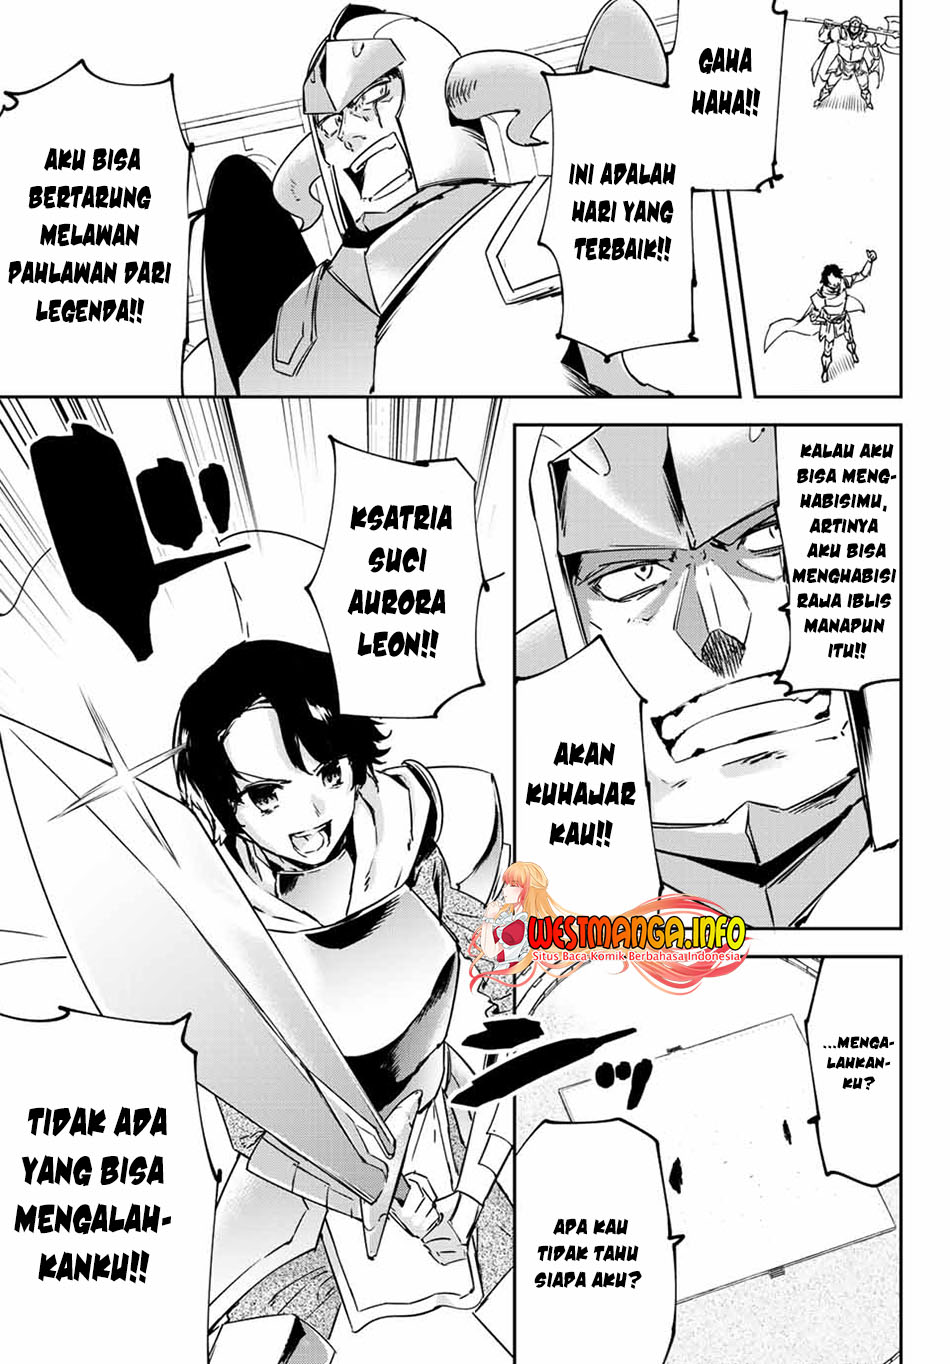 GAHA
HAHA!!
INI ADALAH
HARI YANG
TERBAIK!!
AKU BISA
BERTARUNG
MELAWAN
PAHLAWAN DARI
LEGENDA!!
KALAU AKU
BISA MENG-
HABISIMU,
ARTINYA
AKU BISA
MENGHABISI
RAJA IBLIS
MANAPUN
ITU!!
AKAN
KUHAJAR
KAU!!
...MENGA-
LAHKAN-
KU?
APA KAU
TIDAK TAHU
SIAPA AKU?
KSATRIA
SUCI
AURORA
LEON!!
TIDAK ADA
YANG BISA
MENGALAH-
KANKU!!
WESTMANGA.INFO
Situs Baca Komik Berbahasa Indonesia